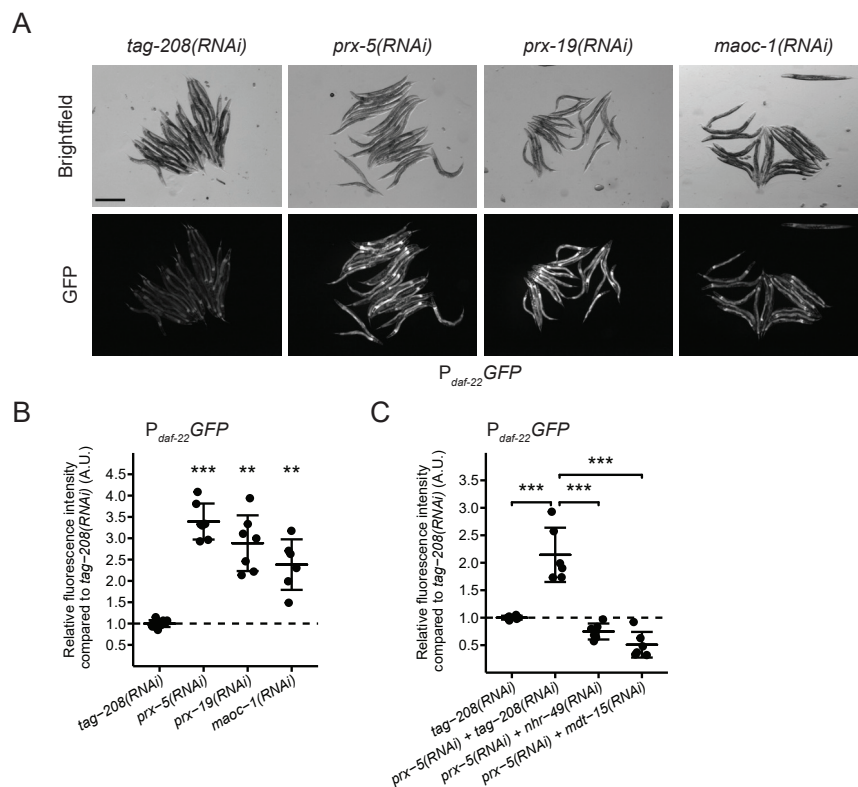 A
tag-208(RNAi) prx-5(RNAi) prx-19(RNAi) maoc-1(RNAi)
Brightfield
GFP
Pdaf-22GFP
B
Pdaf-22GFP
Relative fluorescence intensity
compared to tag−208(RNAi) (A.U.)
4.5
4.0
3.5
3.0
2.5
2.0
1.5
1.0
0.5
*** ** **
tag−208(RNAi)
prx−5(RNAi)
prx−19(RNAi)
maoc−1(RNAi)
C
Pdaf-22GFP
Relative fluorescence intensity
compared to tag−208(RNAi) (A.U.)
3.5
3.0
2.5
2.0
1.5
1.0
0.5
***
*** ***
tag−208(RNAi)
prx−5(RNAi) + tag−208(RNAi)
prx−5(RNAi) + nhr−49(RNAi)
prx−5(RNAi) + mdt−15(RNAi)